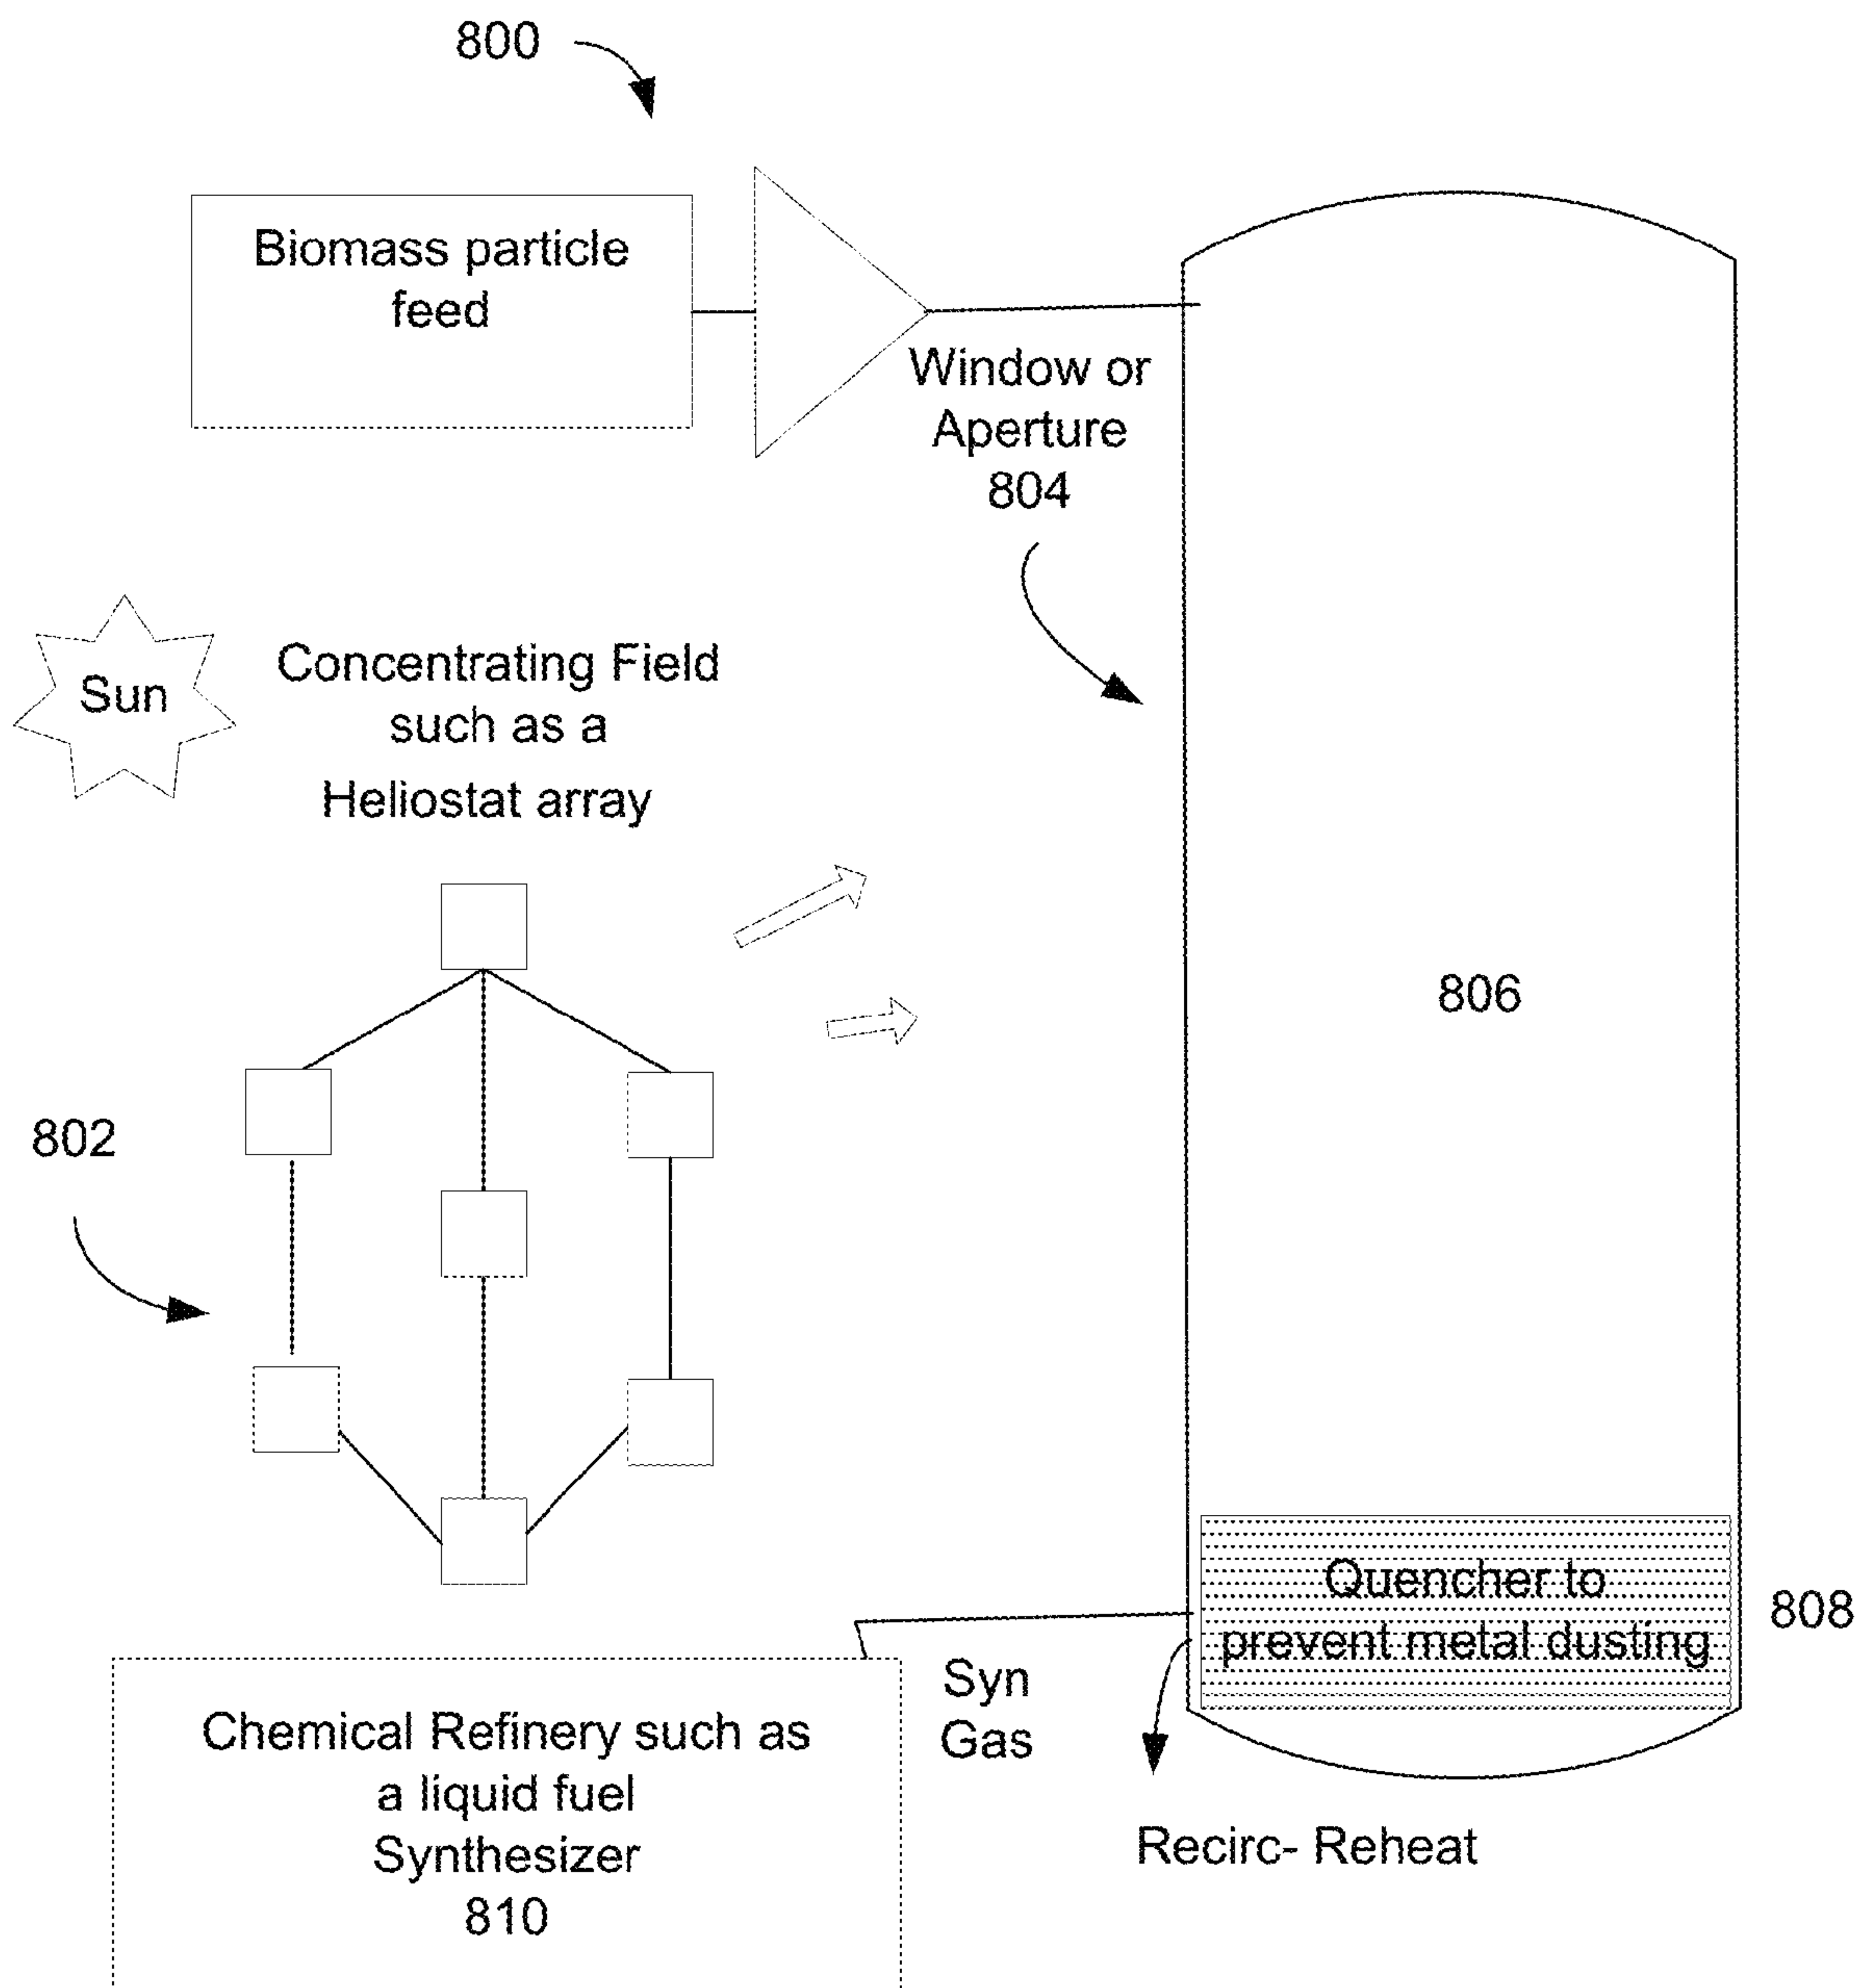 800
Biomass particle
feed
Window or
Aperture
804
Sun
Concentrating Field
such as a
Heliostat array
806
802
Quencher to
prevent metal dusting
808
Syn
Gas
Chemical Refinery such as
a liquid fuel
Synthesizer
810
Recirc- Reheat